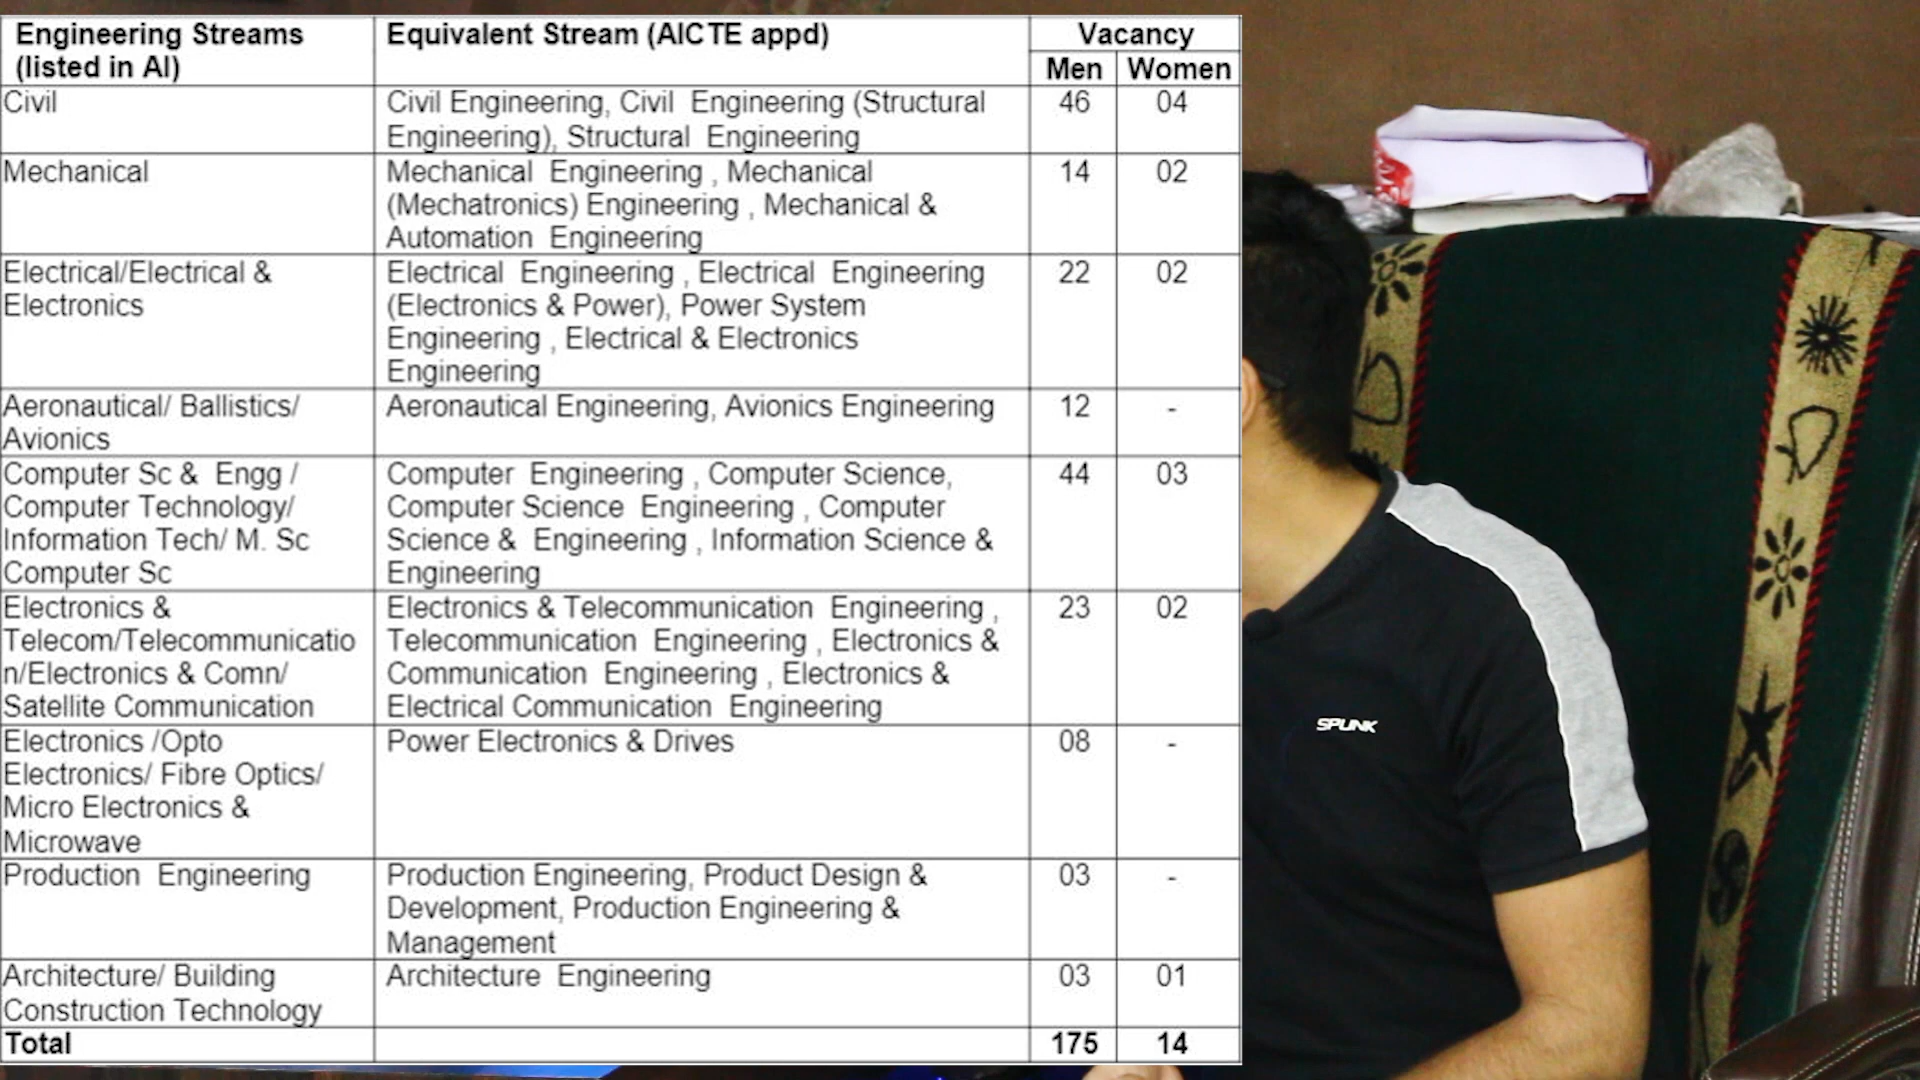 Engineering Streams Equivalent Stream (AICTE appd) Vacancy
(listed in AI) Men Women
Civil Civil Engineering, Civil Engineering (Structural 46 04
Engineering), Structural Engineering
Mechanical Mechanical Engineering , Mechanical 14 02
(Mechatronics) Engineering , Mechanical &
Automation Engineering
Electrical/Electrical & Electrical Engineering , Electrical Engineering 22 02
Electronics (Electronics & Power), Power System
Engineering , Electrical & Electronics
Engineering
Aeronautical/ Ballistics/ Aeronautical Engineering, Avionics Engineering 12 -
Avionics
Computer Sc & Engg / Computer Engineering , Computer Science, 44 03
Computer Technology/ Computer Science Engineering , Computer
Information Tech/ M. Sc Science & Engineering , Information Science &
Computer Sc Engineering
Electronics & Electronics & Telecommunication Engineering , 23 02
Telecom/Telecommunicatio Telecommunication Engineering , Electronics &
n/Electronics & Comn/ Communication Engineering , Electronics &
Satellite Communication Electrical Communication Engineering
Electronics /Opto Power Electronics & Drives 08 -
Electronics/ Fibre Optics/
Micro Electronics &
Microwave
Production Engineering Production Engineering, Product Design & 03 -
Development, Production Engineering &
Management
Architecture/ Building Architecture Engineering 03 01
Construction Technology
Total 175 14
SPUNK